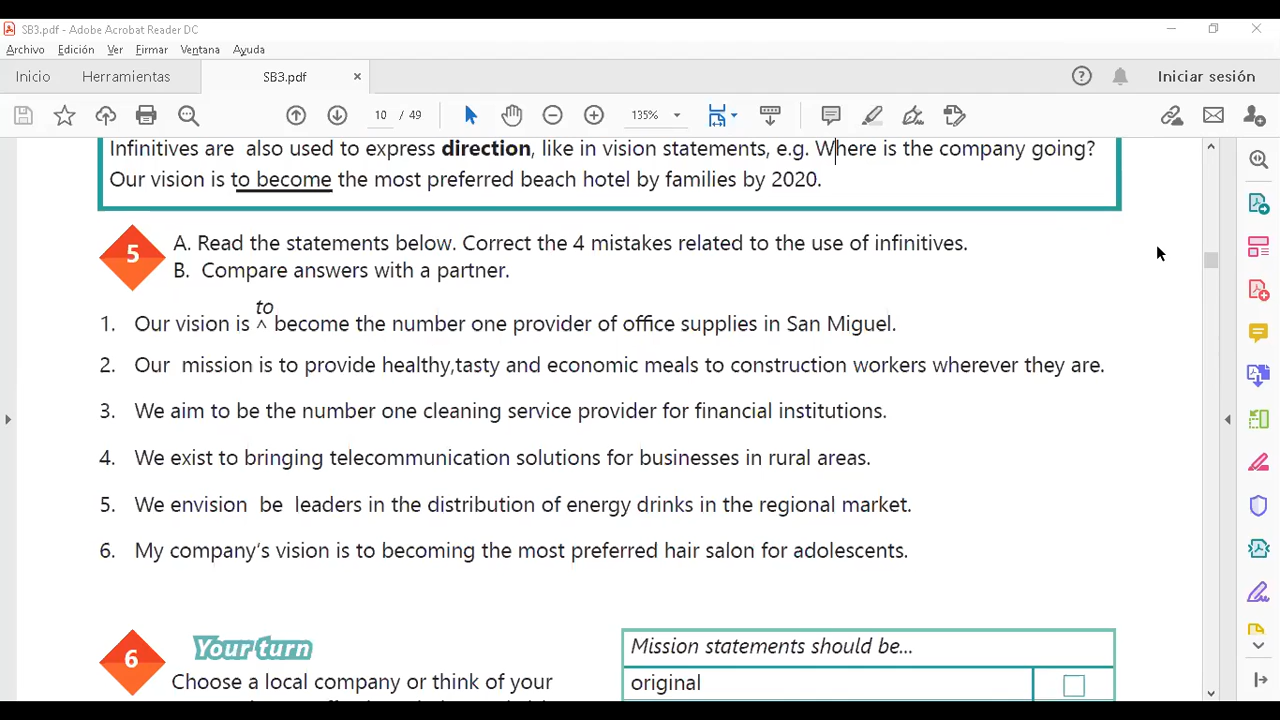 SB3.pdf - Adobe Acrobat Reader DC
Archivo Edición Ver Firmar Ventana Ayuda
Inicio Herramientas SB3.pdf × Iniciar sesión
10 / 49 135%
Infinitives are also used to express direction, like in vision statements, e.g. Where is the company going?
Our vision is to become the most preferred beach hotel by families by 2020.
5 A. Read the statements below. Correct the 4 mistakes related to the use of infinitives.
B. Compare answers with a partner.
to
1. Our vision is ^ become the number one provider of office supplies in San Miguel.
2. Our mission is to provide healthy,tasty and economic meals to construction workers wherever they are.
3. We aim to be the number one cleaning service provider for financial institutions.
4. We exist to bringing telecommunication solutions for businesses in rural areas.
5. We envision be leaders in the distribution of energy drinks in the regional market.
6. My company's vision is to becoming the most preferred hair salon for adolescents.
6 Your turn
Choose a local company or think of your
Mission statements should be...
original